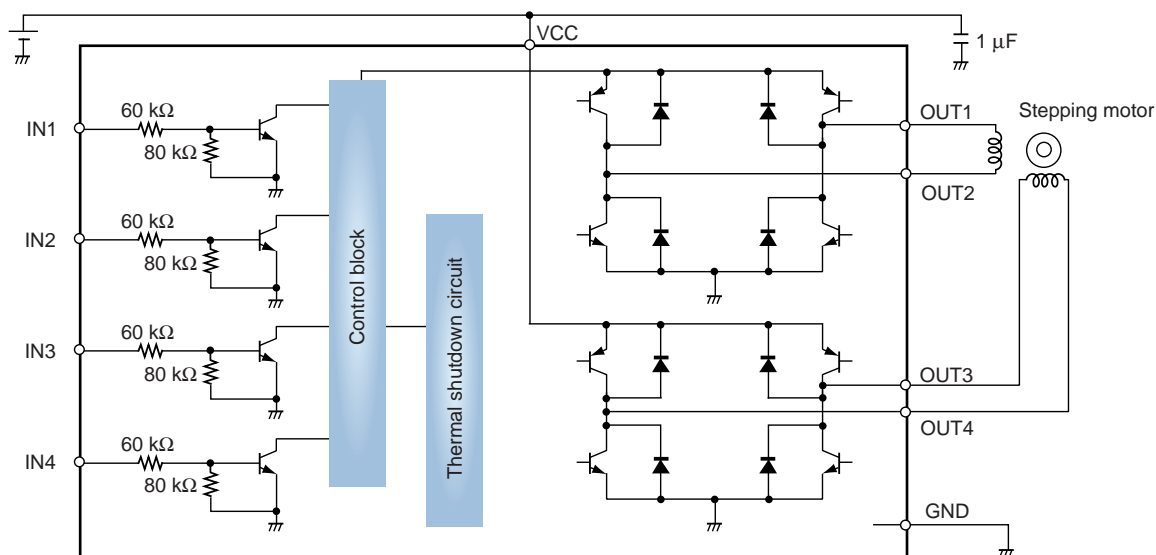 VCC
1 μF
60 kΩ
IN1
80 kΩ
OUT1
Stepping motor
OUT2
60 kΩ
IN2
80 kΩ
Control block
Thermal shutdown circuit
60 kΩ
IN3
80 kΩ
OUT3
OUT4
60 kΩ
IN4
80 kΩ
GND